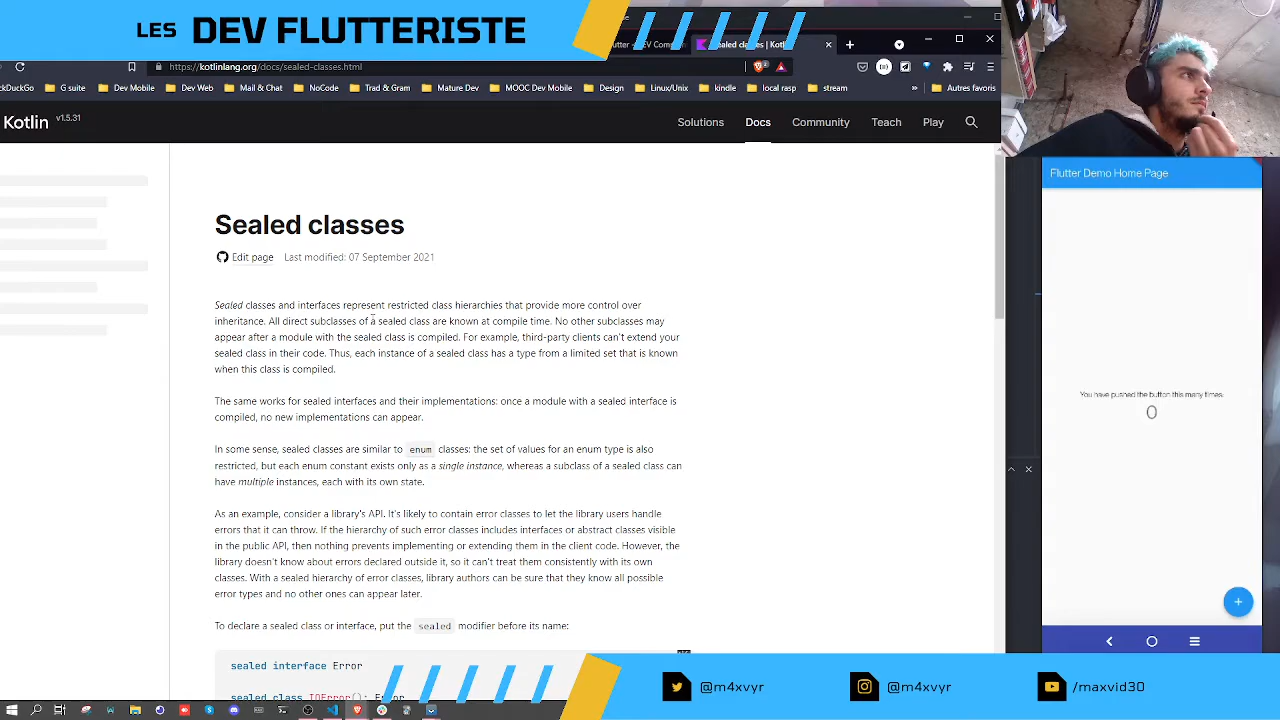 LES DEV FLUTTERISTE
utter - DEV Com
Sealed classes | Kotl
https://kotlinlang.org/docs/sealed-classes.html
ckDuckGo
G suite
Dev Mobile
Dev Web
Mail & Chat
NoCode
Trad & Gram
Mature Dev
MOOC Dev Mobile
Design
Linux/Unix
kindle
local rasp
stream
»
Autres favoris
Kotlin v1.5.31
Solutions
Docs
Community
Teach
Play
Sealed classes
Edit page Last modified: 07 September 2021
Sealed classes and interfaces represent restricted class hierarchies that provide more control over
inheritance. All direct subclasses of a sealed class are known at compile time. No other subclasses may
appear after a module with the sealed class is compiled. For example, third-party clients can't extend your
sealed class in their code. Thus, each instance of a sealed class has a type from a limited set that is known
when this class is compiled.
The same works for sealed interfaces and their implementations: once a module with a sealed interface is
compiled, no new implementations can appear.
In some sense, sealed classes are similar to enum classes: the set of values for an enum type is also
restricted, but each enum constant exists only as a single instance, whereas a subclass of a sealed class can
have multiple instances, each with its own state.
As an example, consider a library's API. It's likely to contain error classes to let the library users handle
errors that it can throw. If the hierarchy of such error classes includes interfaces or abstract classes visible
in the public API, then nothing prevents implementing or extending them in the client code. However, the
library doesn't know about errors declared outside it, so it can't treat them consistently with its own
classes. With a sealed hierarchy of error classes, library authors can be sure that they know all possible
error types and no other ones can appear later.
To declare a sealed class or interface, put the sealed modifier before its name:
sealed interface Error
sealed class IOError(): Error
Flutter Demo Home Page
You have pushed the button this many times:
0
+
@m4xvyr
@m4xvyr
/maxvid30